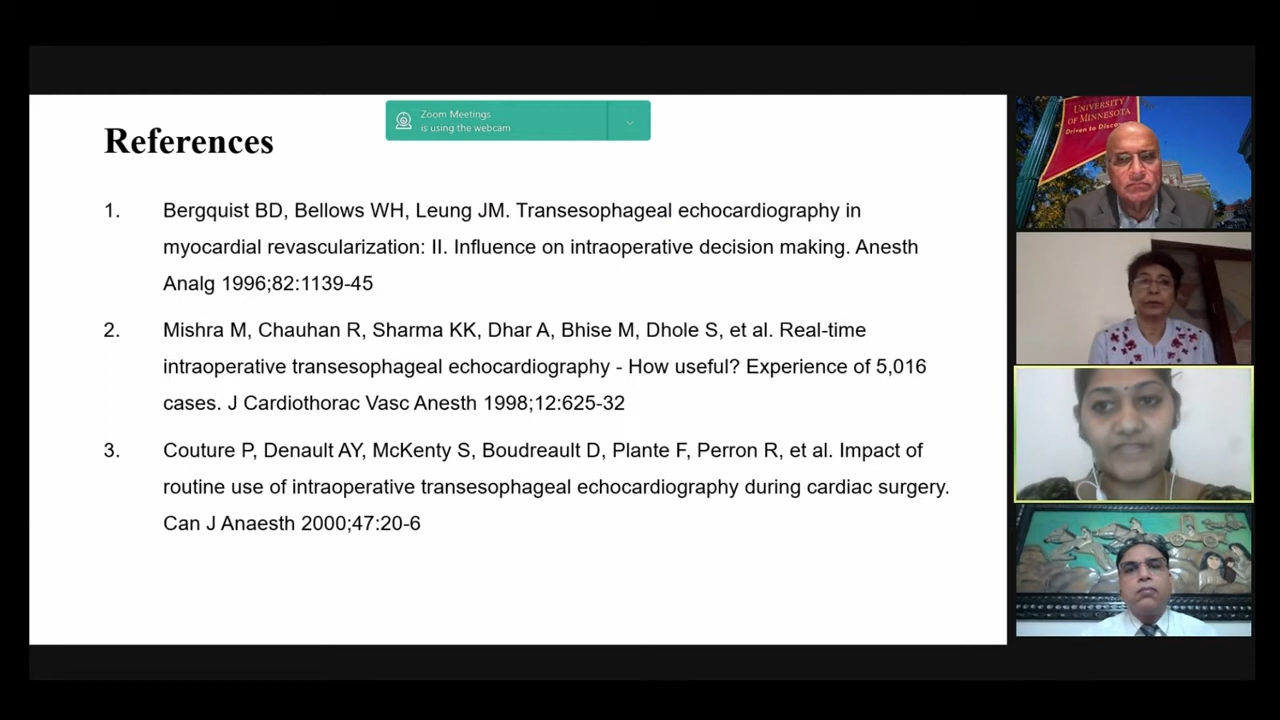 References
Zoom Meetings
is using the webcam
1. Bergquist BD, Bellows WH, Leung JM. Transesophageal echocardiography in
myocardial revascularization: II. Influence on intraoperative decision making. Anesth
Analg 1996;82:1139-45
2. Mishra M, Chauhan R, Sharma KK, Dhar A, Bhise M, Dhole S, et al. Real-time
intraoperative transesophageal echocardiography - How useful? Experience of 5,016
cases. J Cardiothorac Vasc Anesth 1998;12:625-32
3. Couture P, Denault AY, McKenty S, Boudreault D, Plante F, Perron R, et al. Impact of
routine use of intraoperative transesophageal echocardiography during cardiac surgery.
Can J Anaesth 2000;47:20-6
UNIVERSITY
OF MINNESOTA
Driven to